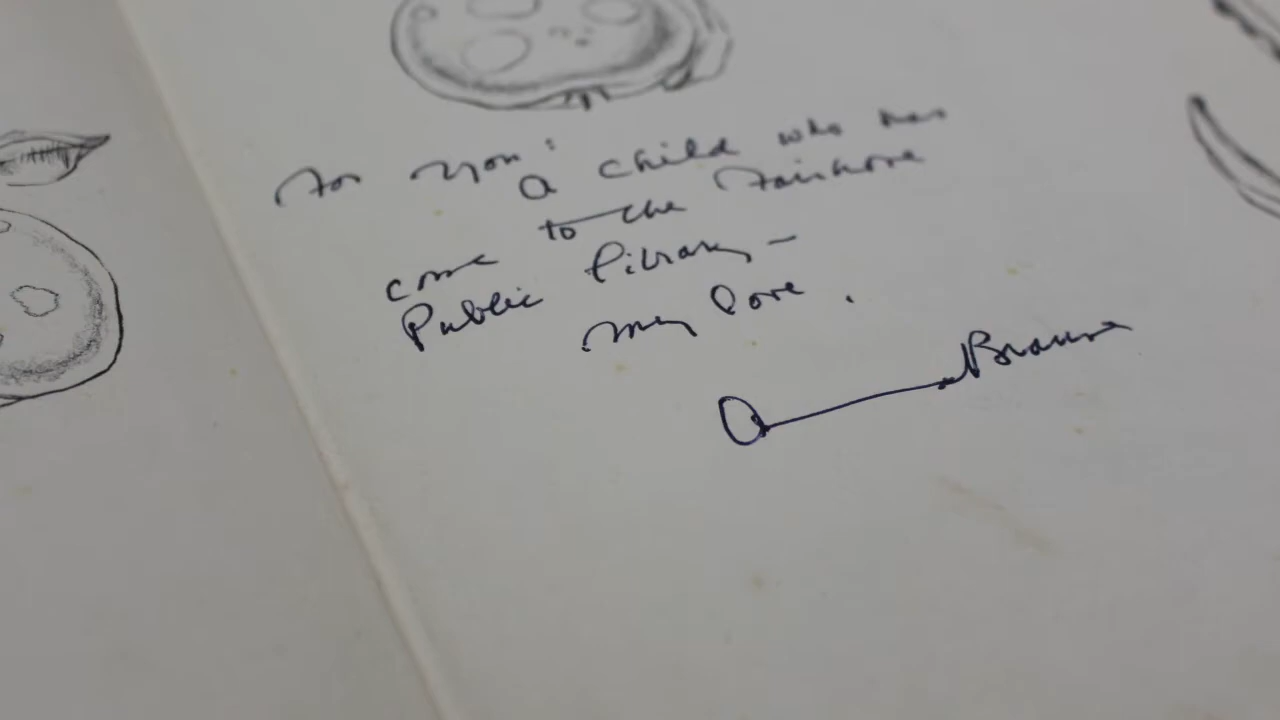 for you:
a child who has
come to the Fairhope
Public library –
my love.